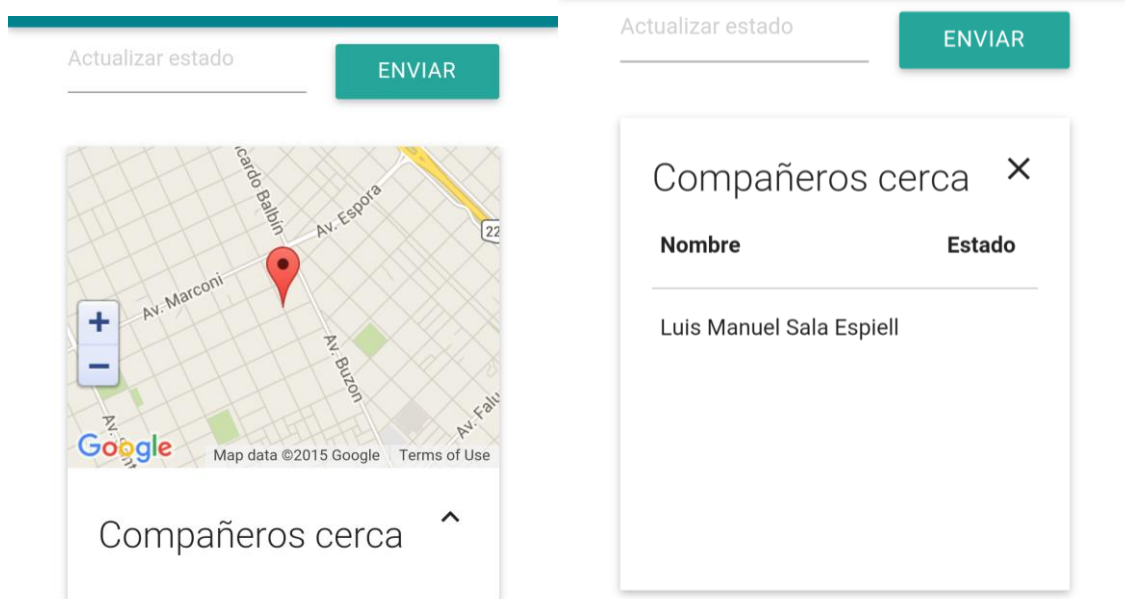 Actualizar estado
ENVIAR
cardo Balbín
Av. Espora
22
Av. Marconi
+
−
Av. Buzon
Av. Falu
Google
Map data ©2015 Google
Terms of Use
Compañeros cerca
Actualizar estado
ENVIAR
Compañeros cerca
Nombre
Estado
Luis Manuel Sala Espiell